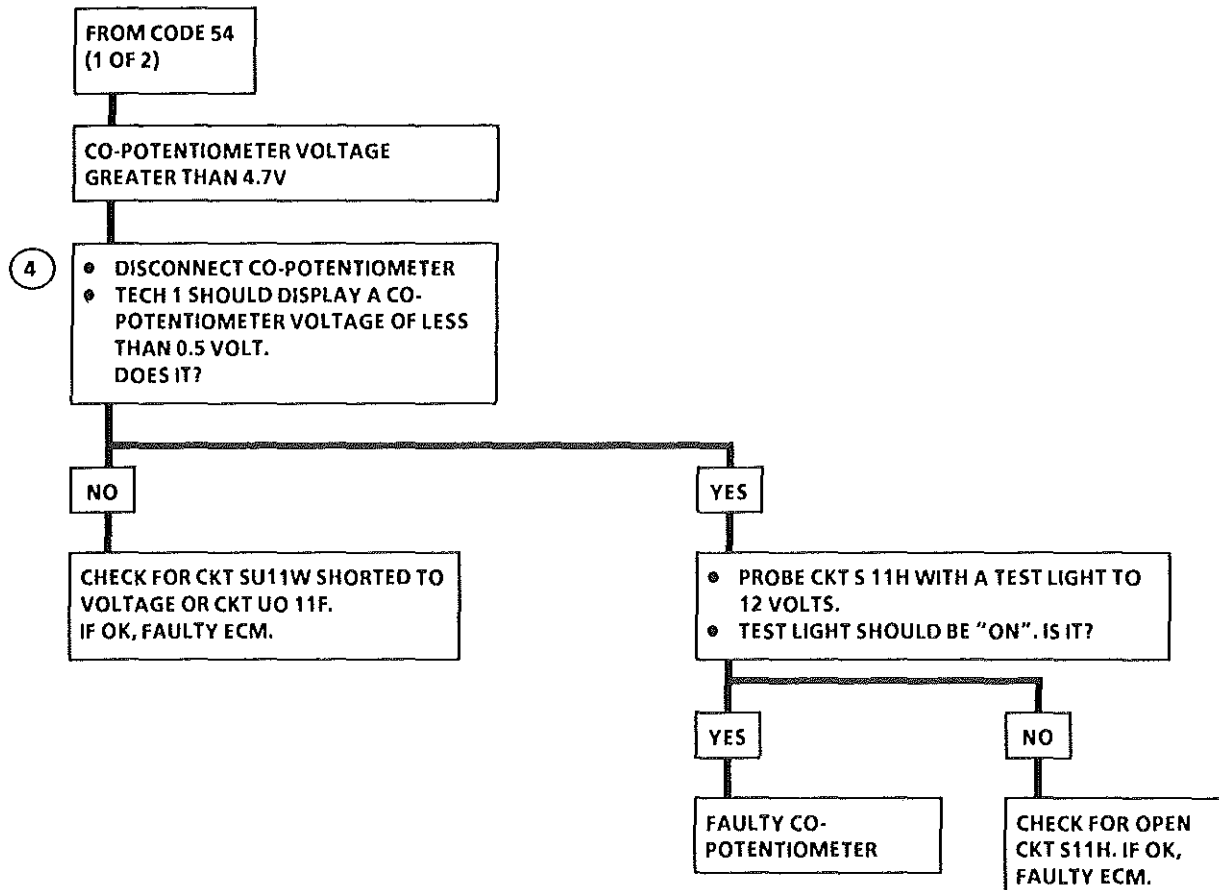 FROM CODE 54
(1 OF 2)
CO-POTENTIOMETER VOLTAGE
GREATER THAN 4.7V
4
• DISCONNECT CO-POTENTIOMETER
• TECH 1 SHOULD DISPLAY A CO-
POTENTIOMETER VOLTAGE OF LESS
THAN 0.5 VOLT.
DOES IT?
NO
YES
CHECK FOR CKT SU11W SHORTED TO
VOLTAGE OR CKT UO 11F.
IF OK, FAULTY ECM.
• PROBE CKT S 11H WITH A TEST LIGHT TO
12 VOLTS.
• TEST LIGHT SHOULD BE "ON". IS IT?
YES
NO
FAULTY CO-
POTENTIOMETER
CHECK FOR OPEN
CKT S11H. IF OK,
FAULTY ECM.